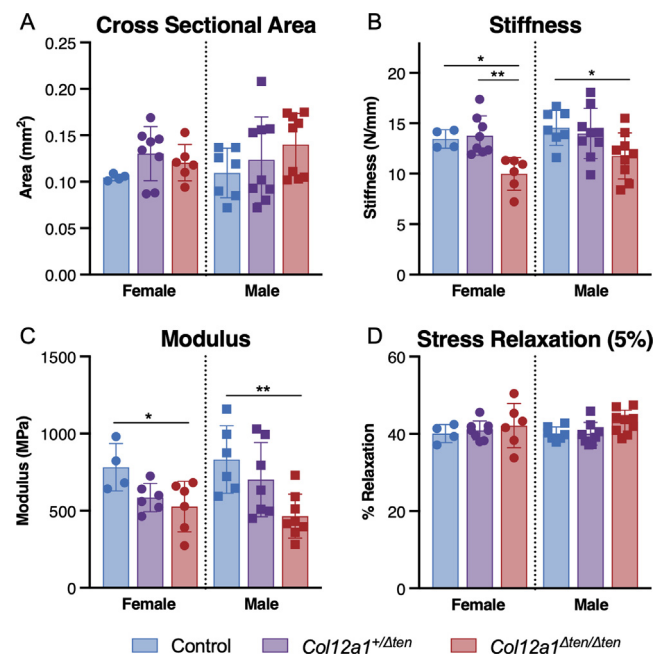 A Cross Sectional Area
0.25
0.20
0.15
0.10
0.05
0.00
Area (mm²)
Female Male
B Stiffness
20
15
10
5
0
Stiffness (N/mm)
* ** *
Female Male
C Modulus
1500
1000
500
0
Modulus (MPa)
* **
Female Male
D Stress Relaxation (5%)
60
40
20
0
% Relaxation
Female Male
Control Col12a1+/Δten Col12a1Δten/Δten